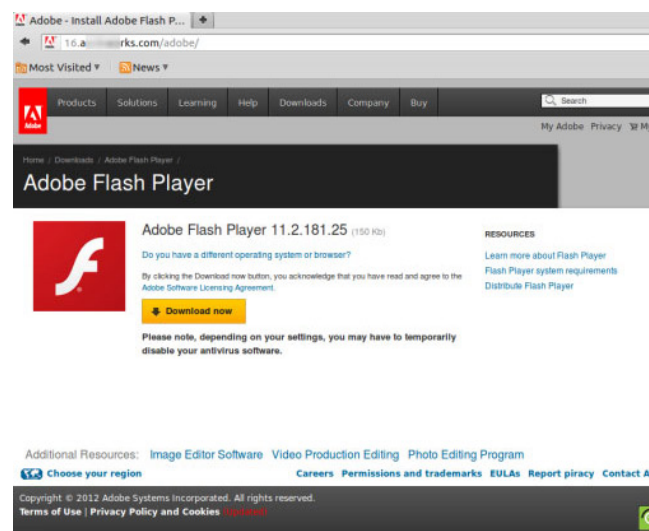 Adobe - Install Adobe Flash P...
16.a rks.com/adobe/
Most Visited News
Products Solutions Learning Help Downloads Company Buy
Search
Adobe
My Adobe Privacy
Home / Downloads / Adobe Flash Player /
Adobe Flash Player
Adobe Flash Player 11.2.181.25 (150 Kb)
Do you have a different operating system or browser?
By clicking the Download now button, you acknowledge that you have read and agree to the
Adobe Software Licensing Agreement.
Download now
Please note, depending on your settings, you may have to temporarily
disable your antivirus software.
RESOURCES
Learn more about Flash Player
Flash Player system requirements
Distribute Flash Player
Additional Resources: Image Editor Software Video Production Editing Photo Editing Program
Choose your region
Careers Permissions and trademarks EULAs Report piracy Contact A
Copyright © 2012 Adobe Systems Incorporated. All rights reserved.
Terms of Use | Privacy Policy and Cookies